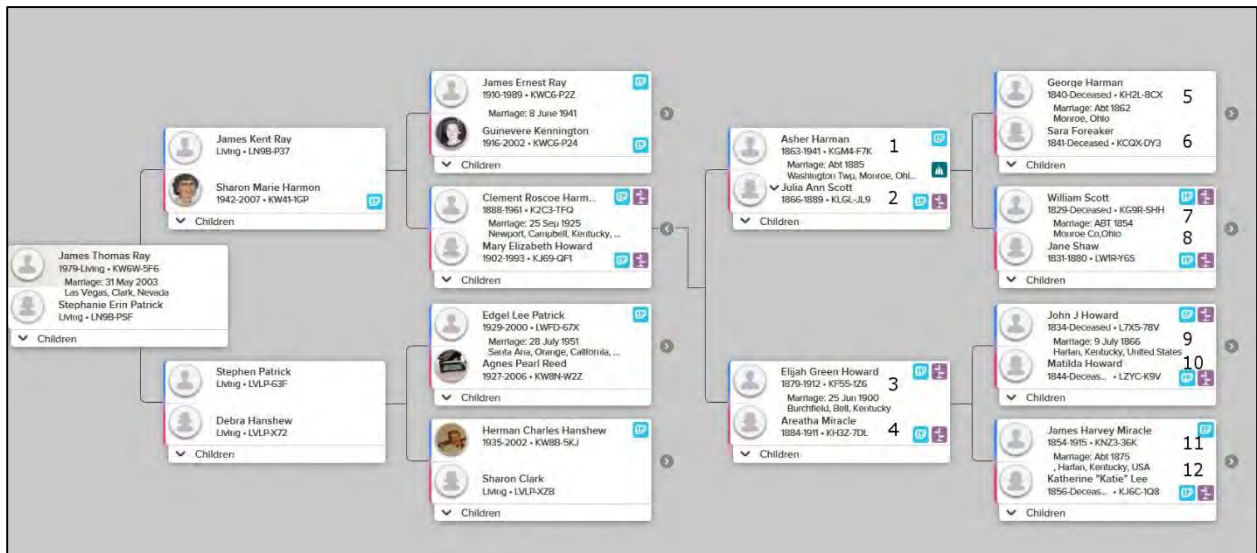 James Thomas Ray
1979-Living • KW6W-5F6
Marriage: 31 May 2003
Las Vegas, Clark, Nevada
Stephanie Erin Patrick
Living • LN9B-PSF
Children
James Kent Ray
Living • LN9B-P37
Sharon Marie Harmon
1942-2007 • KW41-1GP
Children
Stephen Patrick
Living • LVLP-63F
Debra Hanshew
Living • LVLP-X72
Children
James Ernest Ray
1910-1989 • KWC6-P2Z
Marriage: 8 June 1941
Guinevere Kennington
1916-2002 • KWC6-P24
Children
Clement Roscoe Harm...
1888-1961 • K2C3-TFQ
Marriage: 25 Sep 1925
Newport, Campbell, Kentucky, ...
Mary Elizabeth Howard
1902-1993 • KJ69-QF1
Children
Edgel Lee Patrick
1929-2000 • LWFD-67X
Marriage: 28 July 1951
Santa Ana, Orange, California, ...
Agnes Pearl Reed
1927-2006 • KW8N-W2Z
Children
Herman Charles Hanshew
1935-2002 • KW8B-5KJ
Sharon Clark
Living • LVLP-XZB
Children
Asher Harman
1863-1941 • KGM4-F7K 1
Marriage: Abt 1885
Washington Twp, Monroe, Ohi...
Julia Ann Scott
1866-1889 • KLGL-JL9 2
Children
Elijah Green Howard
1879-1912 • KF55-1Z6 3
Marriage: 25 Jun 1900
Burchfield, Bell, Kentucky
Areatha Miracle
1884-1911 • KH3Z-7DL 4
Children
George Harman
1840-Deceased • KH2L-8CX 5
Marriage: Abt 1862
Monroe, Ohio
Sara Foreaker
1841-Deceased • KCQX-DY3 6
Children
William Scott
1829-Deceased • KG9R-SHH
7
Marriage: ABT 1854
Monroe Co,Ohio
8
Jane Shaw
1831-1880 • LW1R-Y6S
Children
John J Howard
1834-Deceased • L7X5-78V
Marriage: 9 July 1866 9
Harlan, Kentucky, United States
Matilda Howard 10
1844-Deceas... • LZYC-K9V
Children
James Harvey Miracle
1854-1915 • KNZ3-36K 11
Marriage: Abt 1875
, Harlan, Kentucky, USA
12
Katherine "Katie" Lee
1856-Deceas... • KJ6C-1Q8
Children